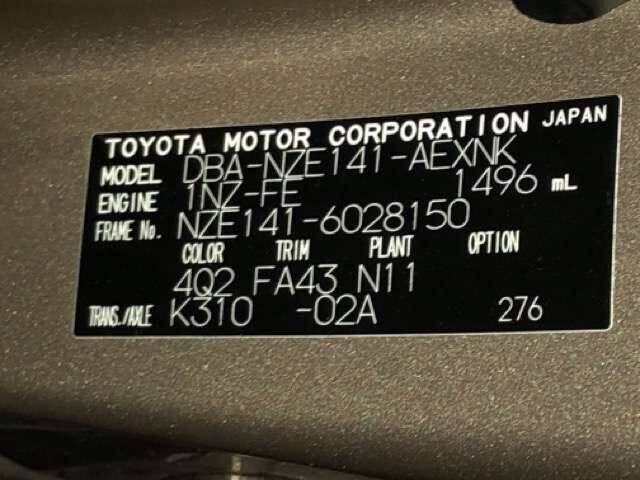 TOYOTA MOTOR CORPORATION JAPAN
MODEL DBA-NZE141-AEXNK
ENGINE 1NZ-FE 1496 mL
FRAME No. NZE141-6028150
COLOR TRIM PLANT OPTION
4Q2 FA43 N11
TRANS./AXLE K310 -02A 276